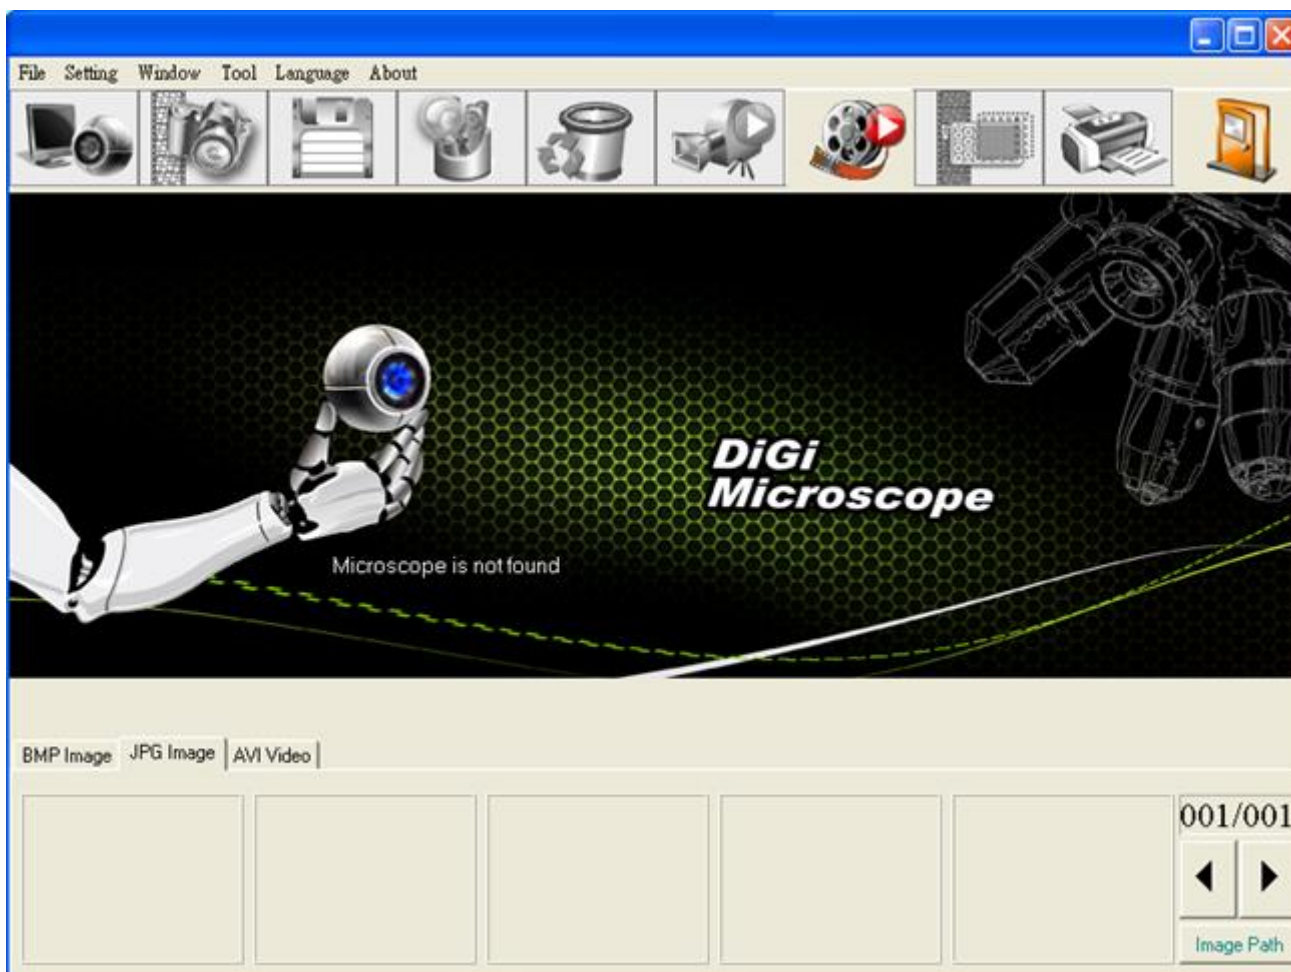 File Setting Window Tool Language About
DiGi
Microscope
Microscope is not found
BMP Image JPG Image AVI Video
001/001
Image Path